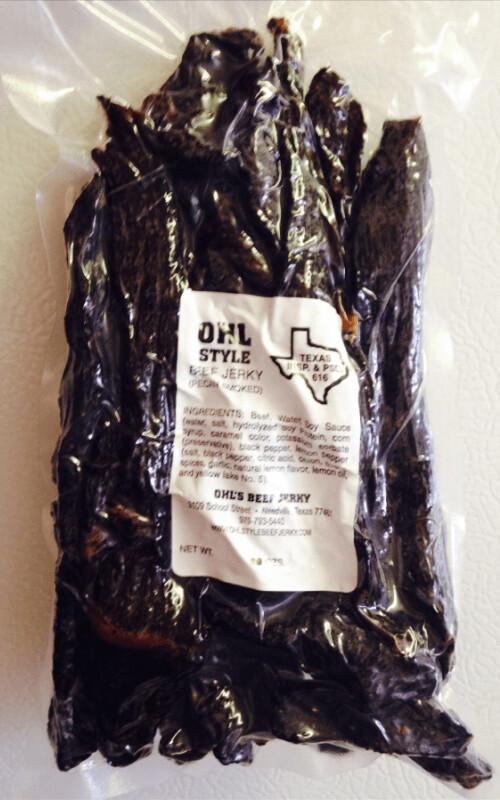 OHL
STYLE
BEEF JERKY
(PECAN SMOKED)
TEXAS
INSP. & PSD.
616
INGREDIENTS: Beef, Water, Soy Sauce
(water, salt, hydrolyzed soy Protein, corn
syrup, caramel color, potassium sorbate
(preservative), black pepper, lemon pepper
(salt, black pepper, citric acid, onion,
spices, garlic, natural lemon flavor, lemon oil,
and yellow lake No. 5)
OHL'S BEEF JERKY
9109 School Street • Needville, Texas 77461
979-793-5440
WWW.OHLSTYLEBEEFJERKY.COM
NET WT.